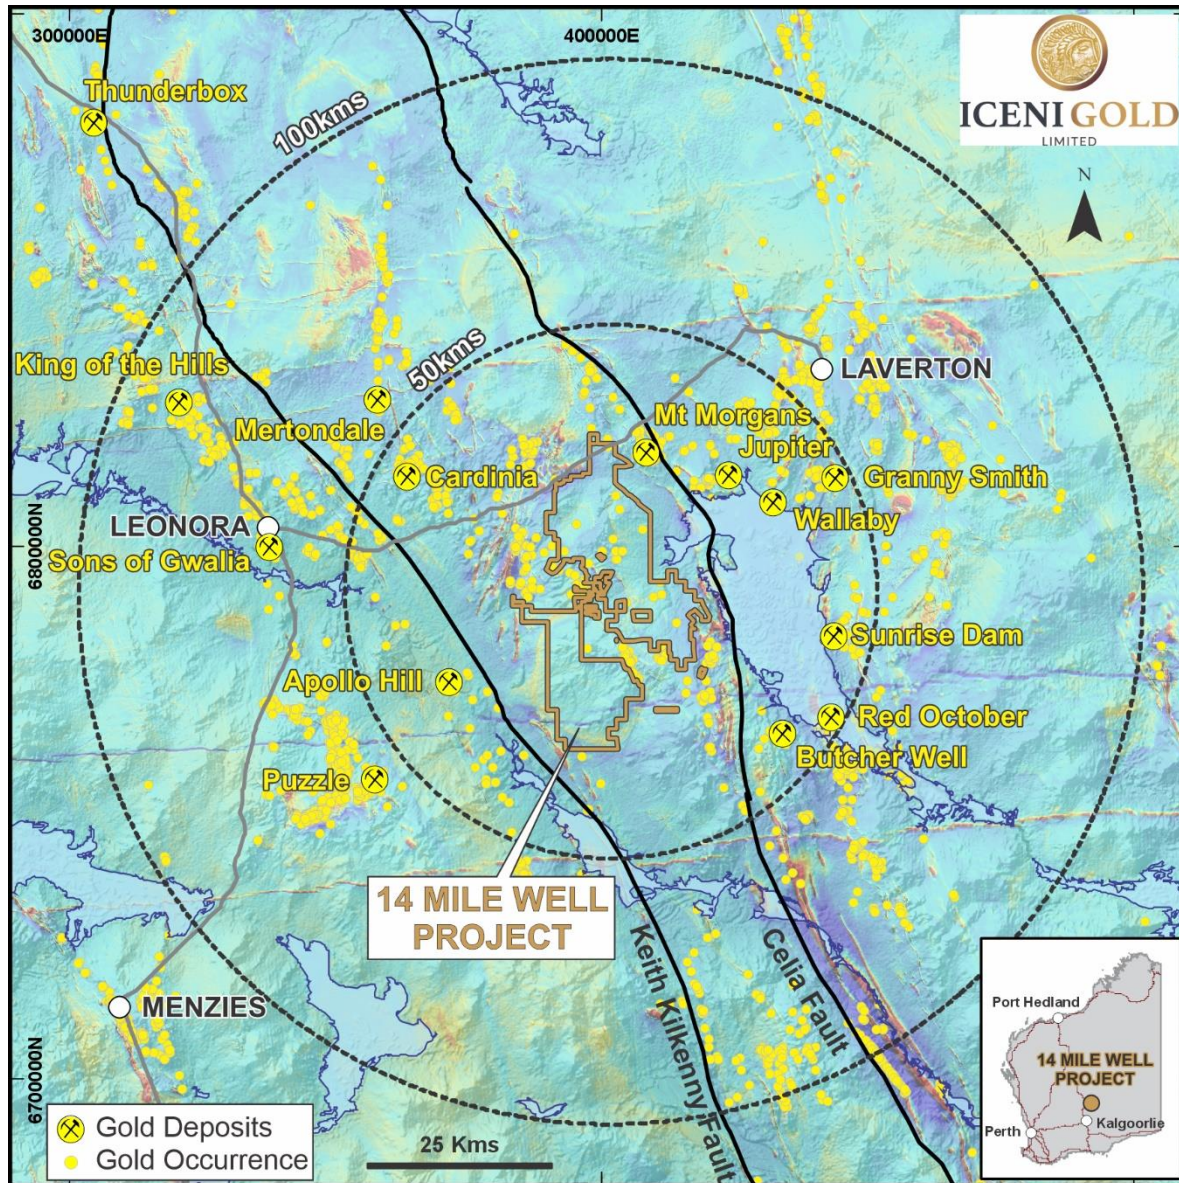 300000E
400000E
ICENI GOLD
LIMITED
N
Thunderbox
100kms
50kms
King of the Hills
LAVERTON
Mertondale
Mt Morgans
Jupiter
Cardinia
Granny Smith
Wallaby
LEONORA
Sons of Gwalia
6800000N
Sunrise Dam
Apollo Hill
Red October
Butcher Well
Puzzle
14 MILE WELL
PROJECT
Keith Kilkenny Fault
Celia Fault
MENZIES
6700000N
Port Hedland
14 MILE WELL
PROJECT
Kalgoorlie
Perth
Gold Deposits
Gold Occurrence
25 Kms